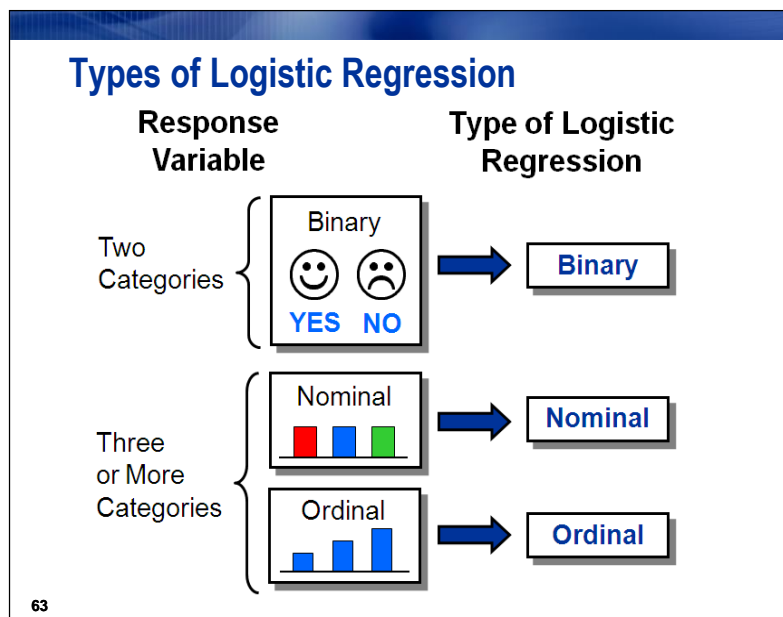 Types of Logistic Regression
Response
Variable
Type of Logistic
Regression
Two
Categories
Binary
YES NO
Binary
Three
or More
Categories
Nominal
Nominal
Ordinal
Ordinal
63